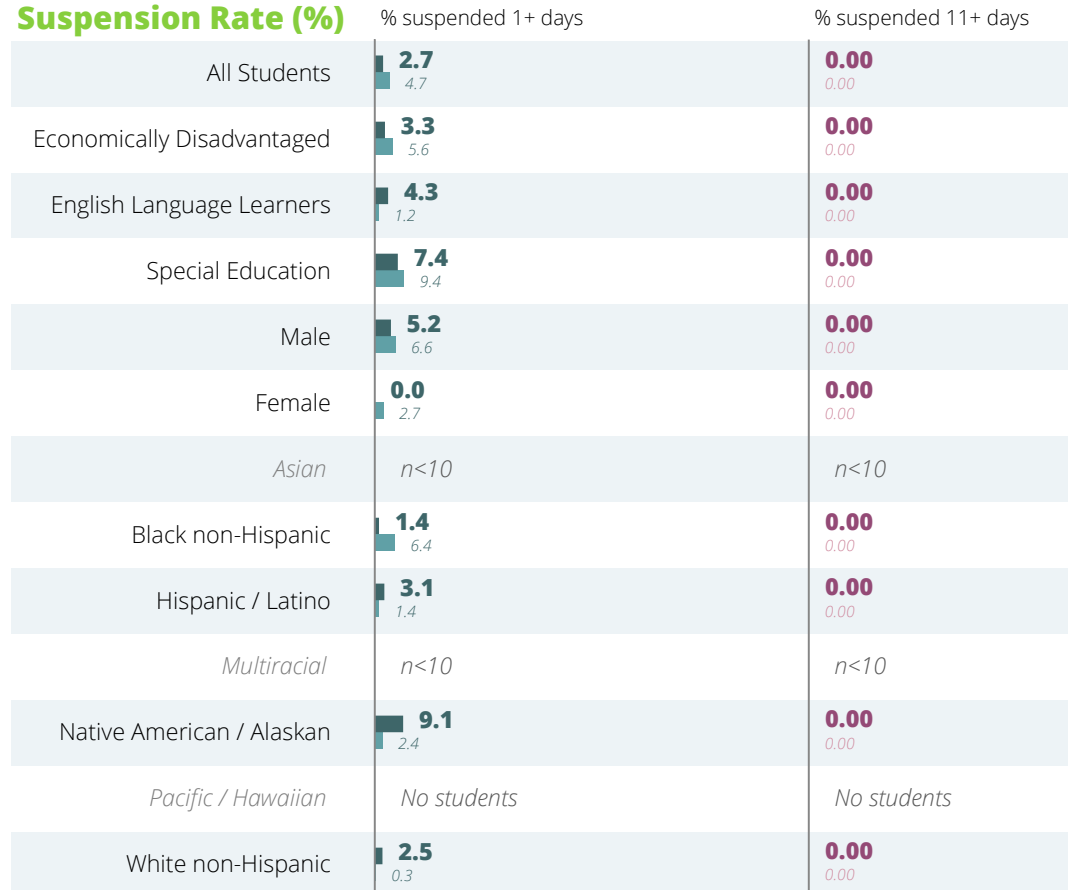 Suspension Rate (%) % suspended 1+ days % suspended 11+ days
All Students 2.7 0.00
4.7 0.00
Economically Disadvantaged 3.3 0.00
5.6 0.00
English Language Learners 4.3 0.00
1.2 0.00
Special Education 7.4 0.00
9.4 0.00
Male 5.2 0.00
6.6 0.00
Female 0.0 0.00
2.7 0.00
Asian n<10 n<10
Black non-Hispanic 1.4 0.00
6.4 0.00
Hispanic / Latino 3.1 0.00
1.4 0.00
Multiracial n<10 n<10
Native American / Alaskan 9.1 0.00
2.4 0.00
Pacific / Hawaiian No students No students
White non-Hispanic 2.5 0.00
0.3 0.00